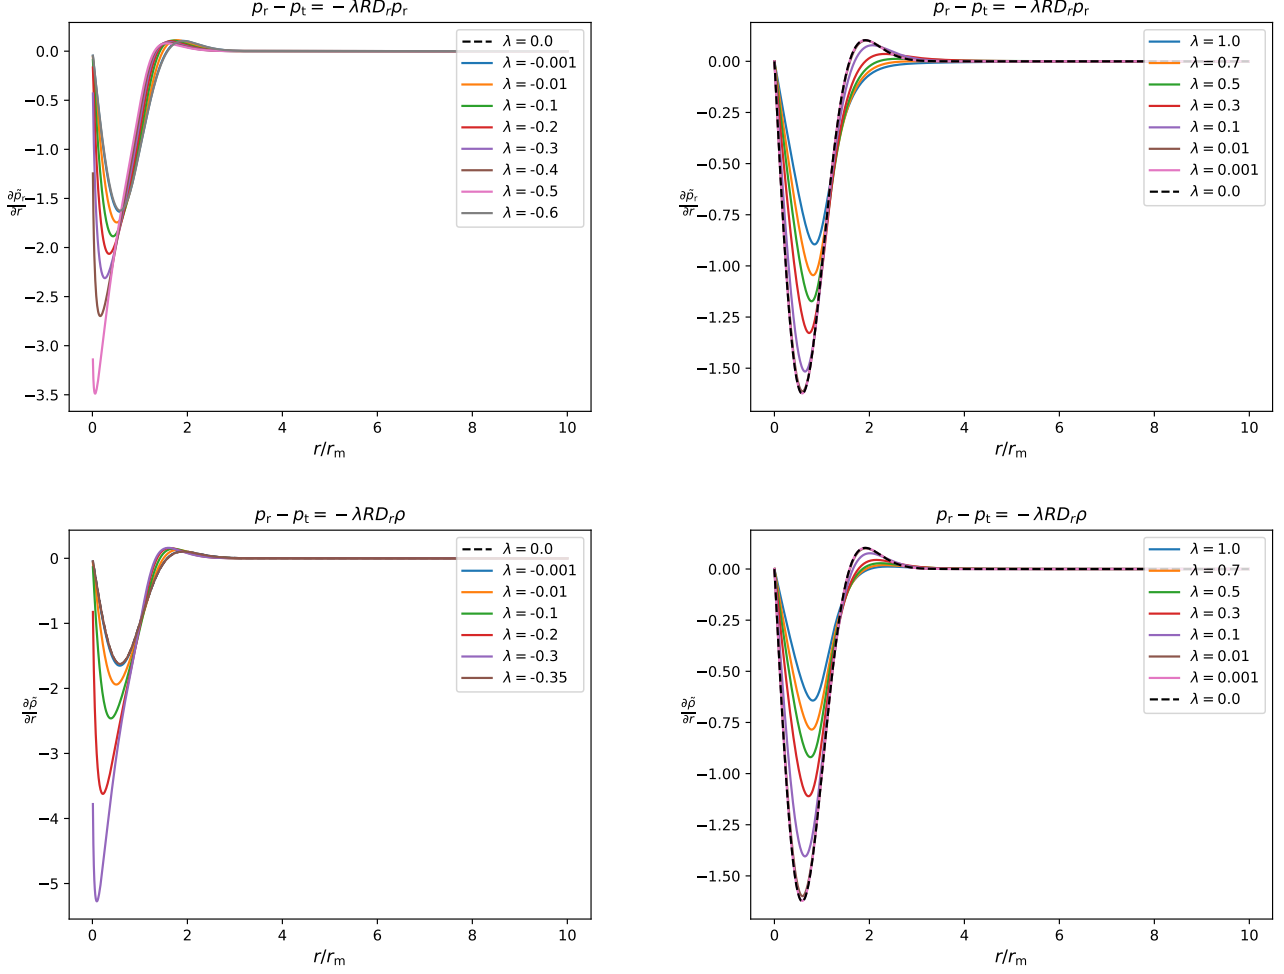 p_r − p_t = −λRD_r p_r
0.0
−0.5
−1.0
−1.5
−2.0
−2.5
−3.0
−3.5
∂p̃_r/∂r
0 2 4 6 8 10
r/r_m
λ = 0.0
λ = -0.001
λ = -0.01
λ = -0.1
λ = -0.2
λ = -0.3
λ = -0.4
λ = -0.5
λ = -0.6
p_r − p_t = −λRD_r p_r
0.00
−0.25
−0.50
−0.75
−1.00
−1.25
−1.50
∂p̃_r/∂r
0 2 4 6 8 10
r/r_m
λ = 1.0
λ = 0.7
λ = 0.5
λ = 0.3
λ = 0.1
λ = 0.01
λ = 0.001
λ = 0.0
p_r − p_t = −λRD_r ρ
0
−1
−2
−3
−4
−5
∂ρ̃/∂r
0 2 4 6 8 10
r/r_m
λ = 0.0
λ = -0.001
λ = -0.01
λ = -0.1
λ = -0.2
λ = -0.3
λ = -0.35
p_r − p_t = −λRD_r ρ
0.00
−0.25
−0.50
−0.75
−1.00
−1.25
−1.50
∂ρ̃/∂r
0 2 4 6 8 10
r/r_m
λ = 1.0
λ = 0.7
λ = 0.5
λ = 0.3
λ = 0.1
λ = 0.01
λ = 0.001
λ = 0.0